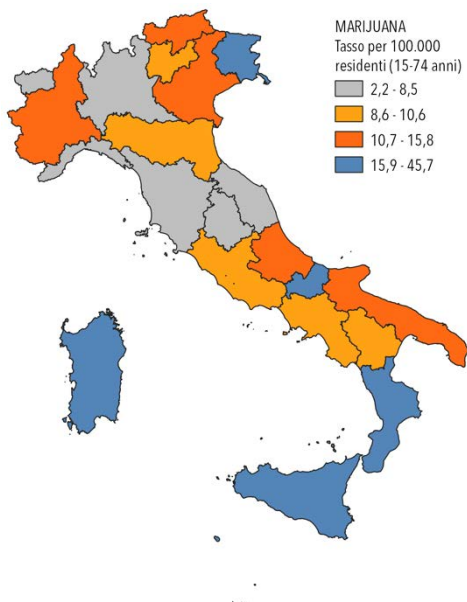 MARIJUANA
Tasso per 100.000
residenti (15-74 anni)
2,2 - 8,5
8,6 - 10,6
10,7 - 15,8
15,9 - 45,7